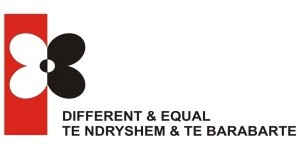 DIFFERENT & EQUAL
TE NDRYSHEM & TE BARABARTE